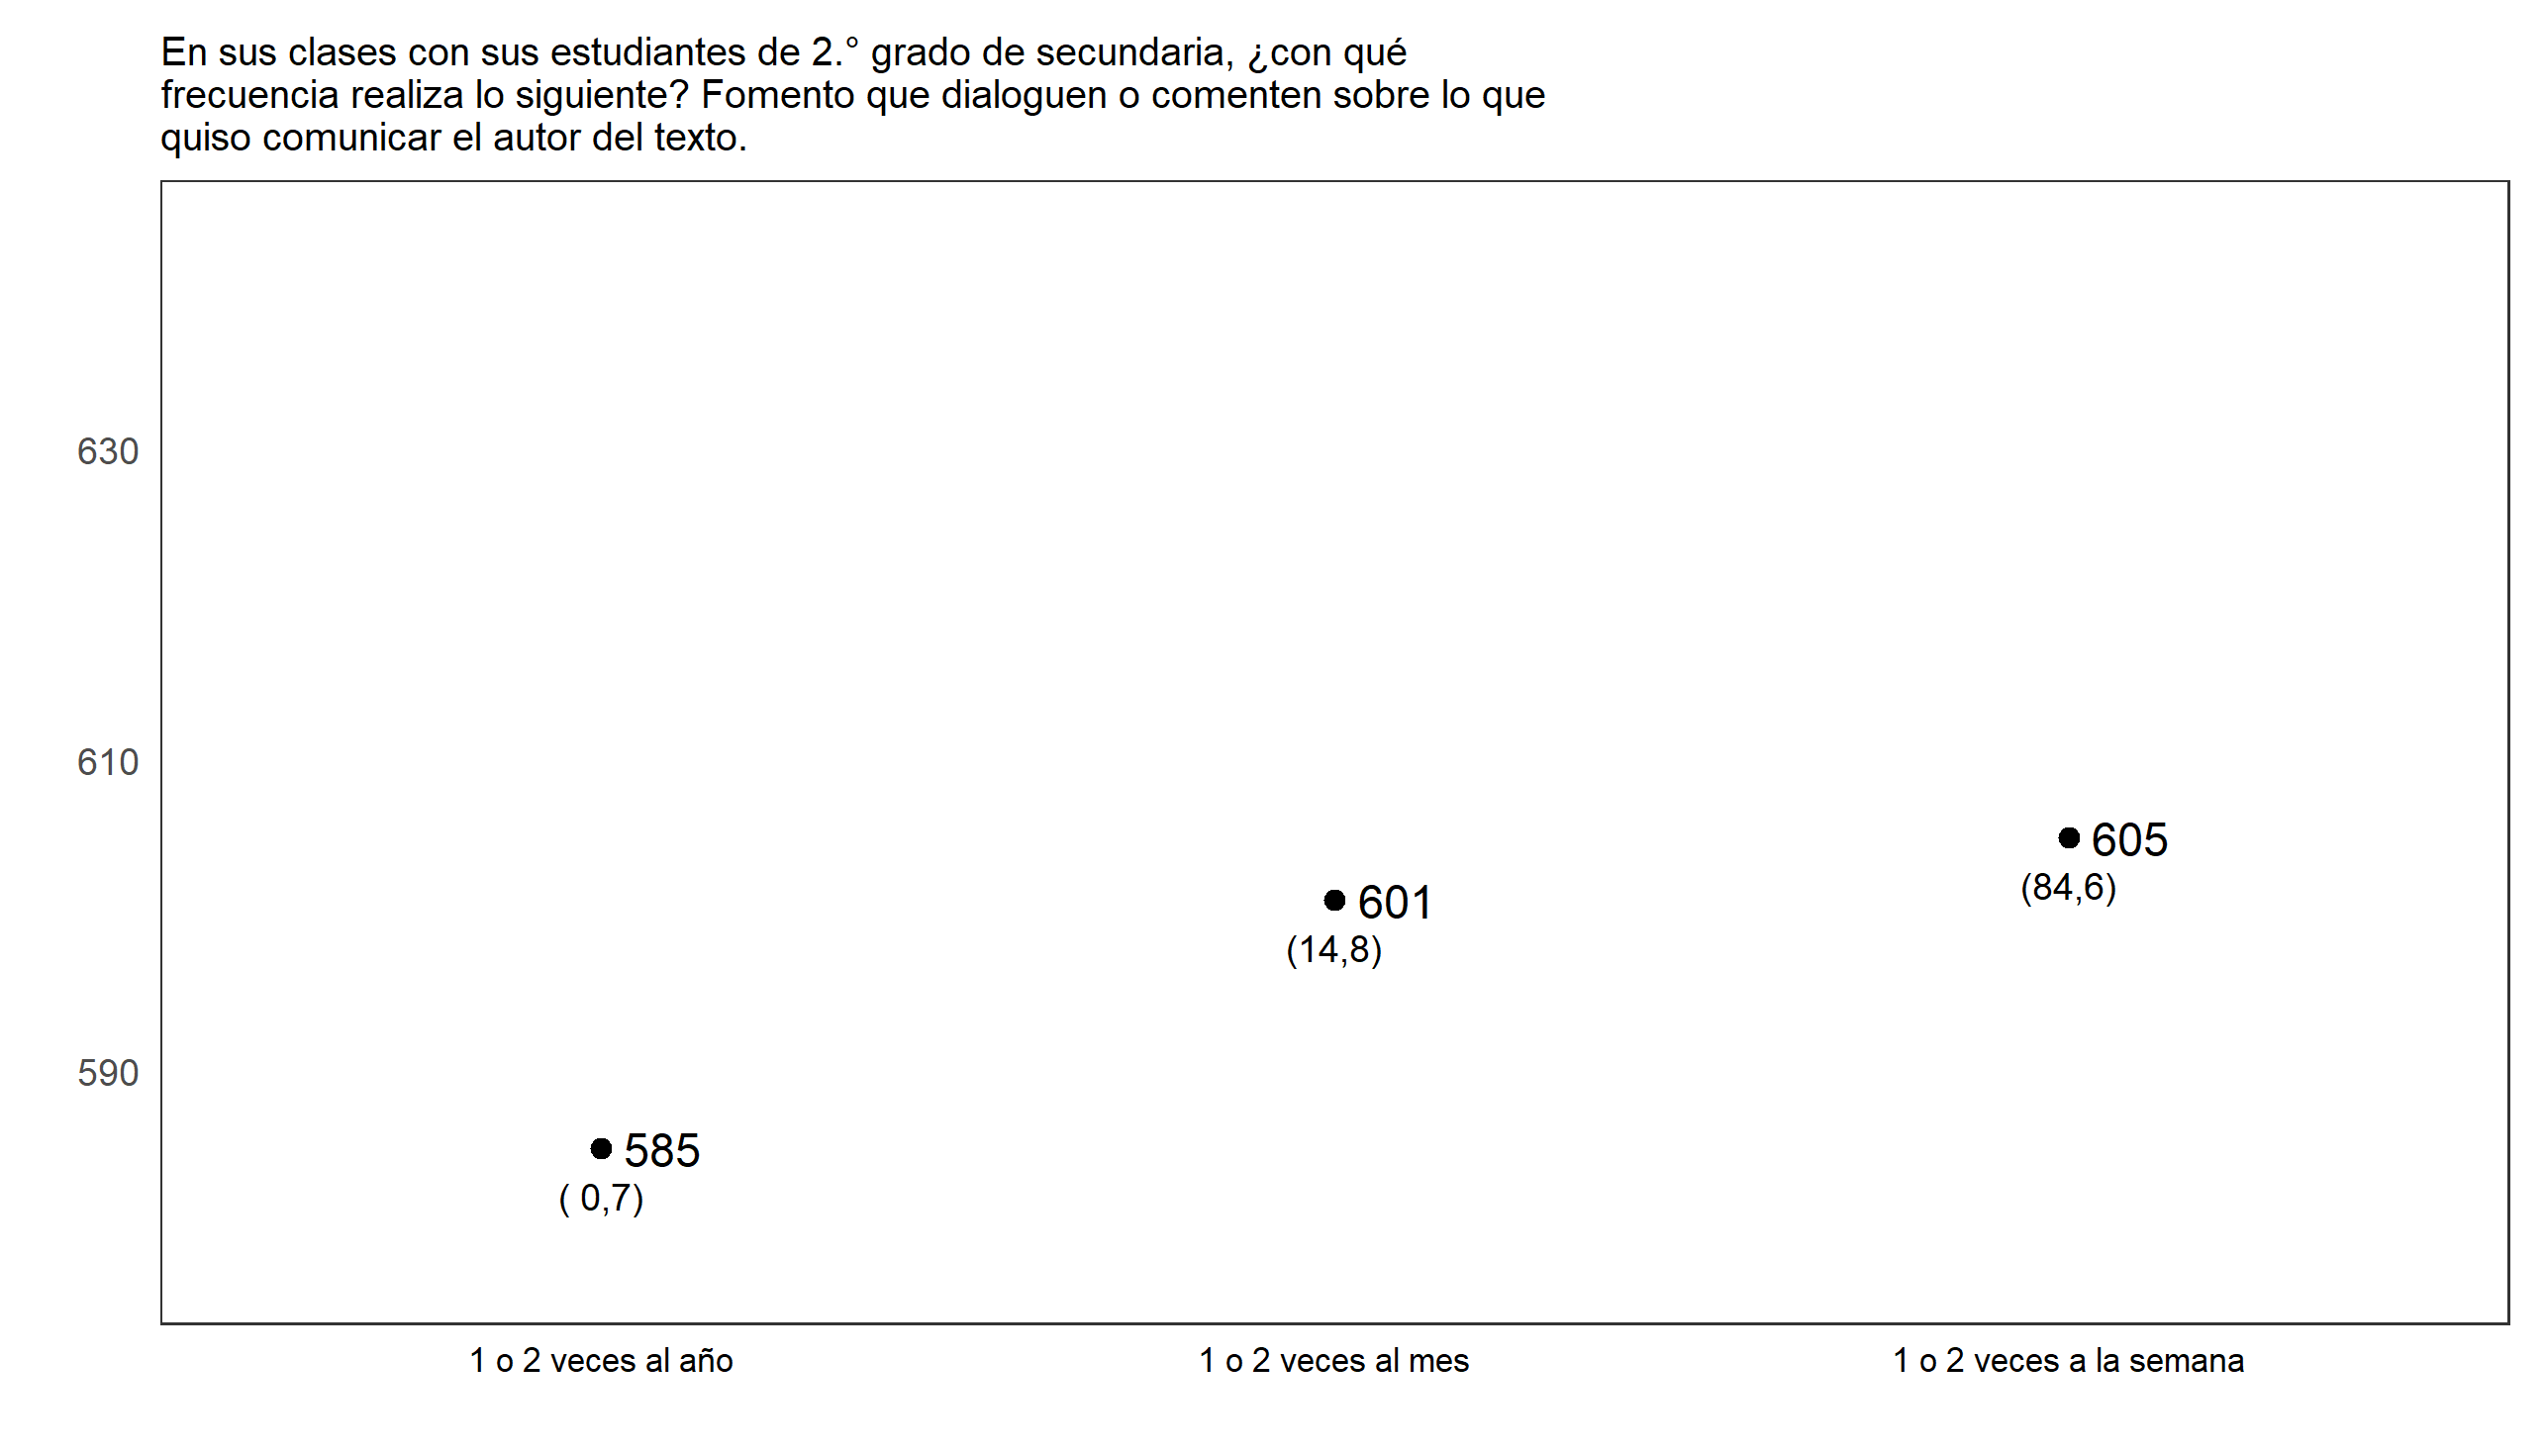 En sus clases con sus estudiantes de 2.° grado de secundaria, ¿con qué
frecuencia realiza lo siguiente? Fomento que dialoguen o comenten sobre lo que
quiso comunicar el autor del texto.
630
610
590
605
(84,6)
601
(14,8)
585
( 0,7)
1 o 2 veces al año
1 o 2 veces al mes
1 o 2 veces a la semana